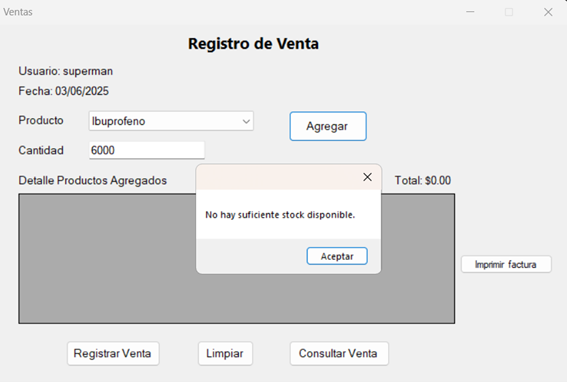 Ventas
Registro de Venta
Usuario: superman
Fecha: 03/06/2025
Producto
Ibuprofeno
Agregar
Cantidad
6000
Detalle Productos Agregados
Total: $0.00
No hay suficiente stock disponible.
Aceptar
Imprimir factura
Registrar Venta
Limpiar
Consultar Venta